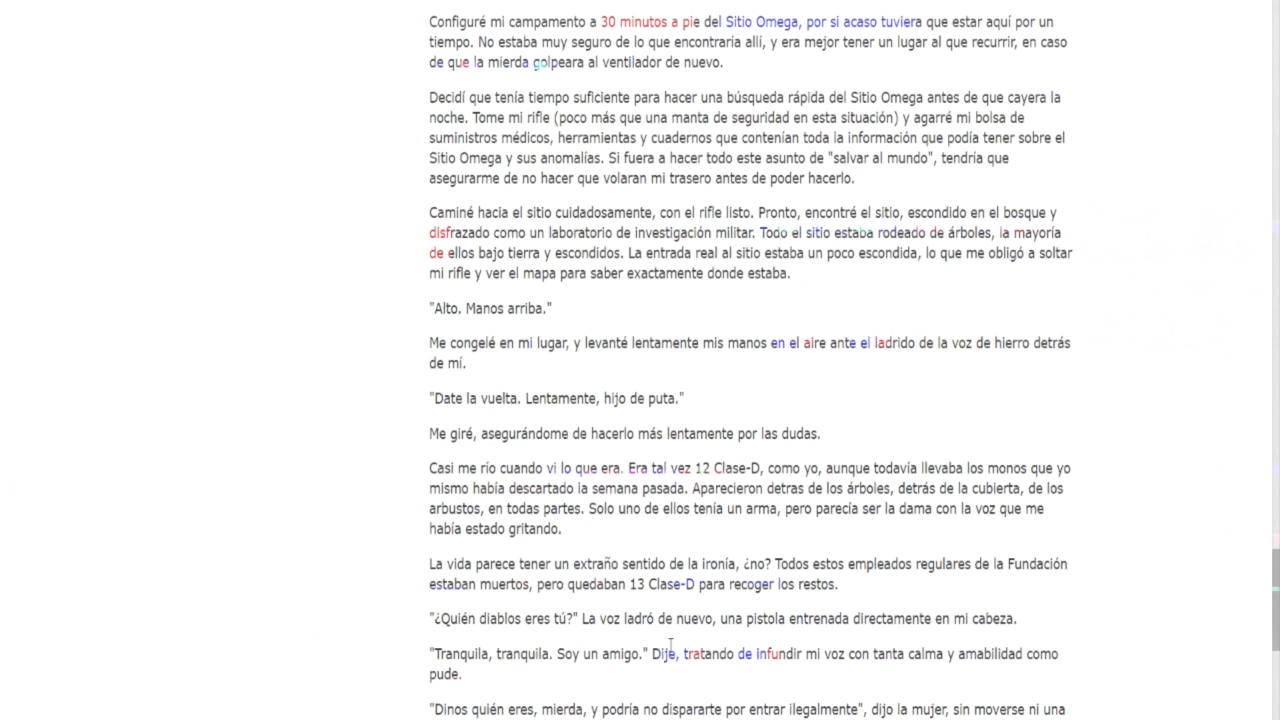 Configuré mi campamento a 30 minutos a pie del Sitio Omega, por si acaso tuviera que estar aquí por un
tiempo. No estaba muy seguro de lo que encontraría allí, y era mejor tener un lugar al que recurrir, en caso
de que la mierda golpeara al ventilador de nuevo.
Decidí que tenía tiempo suficiente para hacer una búsqueda rápida del Sitio Omega antes de que cayera la
noche. Tome mi rifle (poco más que una manta de seguridad en esta situación) y agarré mi bolsa de
suministros médicos, herramientas y cuadernos que contenían toda la información que podía tener sobre el
Sitio Omega y sus anomalías. Si fuera a hacer todo este asunto de "salvar al mundo", tendría que
asegurarme de no hacer que volaran mi trasero antes de poder hacerlo.
Caminé hacia el sitio cuidadosamente, con el rifle listo. Pronto, encontré el sitio, escondido en el bosque y
disfrazado como un laboratorio de investigación militar. Todo el sitio estaba rodeado de árboles, la mayoría
de ellos bajo tierra y escondidos. La entrada real al sitio estaba un poco escondida, lo que me obligó a soltar
mi rifle y ver el mapa para saber exactamente donde estaba.
"Alto. Manos arriba."
Me congelé en mi lugar, y levanté lentamente mis manos en el aire ante el ladrido de la voz de hierro detrás
de mí.
"Date la vuelta. Lentamente, hijo de puta."
Me giré, asegurándome de hacerlo más lentamente por las dudas.
Casi me río cuando vi lo que era. Era tal vez 12 Clase-D, como yo, aunque todavía llevaba los monos que yo
mismo había descartado la semana pasada. Aparecieron detras de los árboles, detrás de la cubierta, de los
arbustos, en todas partes. Solo uno de ellos tenía un arma, pero parecía ser la dama con la voz que me
había estado gritando.
La vida parece tener un extraño sentido de la ironía, ¿no? Todos estos empleados regulares de la Fundación
estaban muertos, pero quedaban 13 Clase-D para recoger los restos.
"¿Quién diablos eres tú?" La voz ladró de nuevo, una pistola entrenada directamente en mi cabeza.
"Tranquila, tranquila. Soy un amigo." Dije, tratando de infundir mi voz con tanta calma y amabilidad como
pude.
"Dinos quién eres, mierda, y podría no dispararte por entrar ilegalmente", dijo la mujer, sin moverse ni una